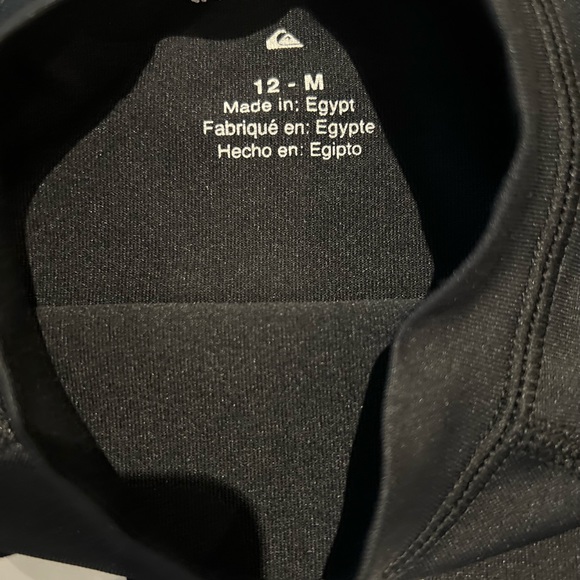 12 - M
Made in: Egypt
Fabriqué en: Egypte
Hecho en: Egipto